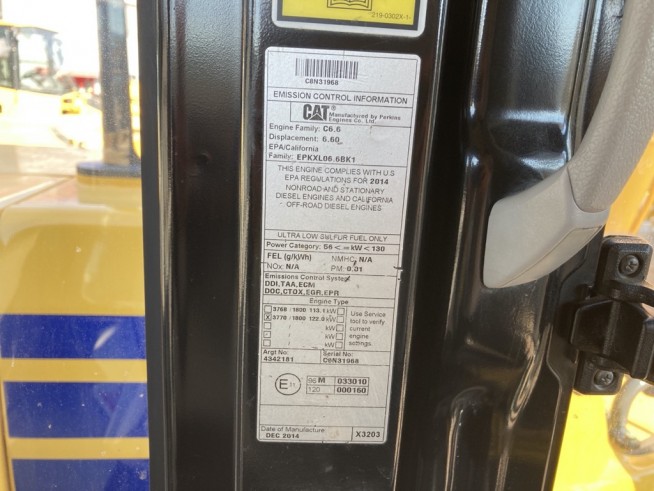 219-0302X-1
C8N31968
EMISSION CONTROL INFORMATION
CAT® Manufactured by Perkins
Engines Co. Ltd.
Engine Family: C6.6
Displacement: 6.60
EPA/California
Family: EPKXL06.6BK1
THIS ENGINE COMPLIES WITH U.S
EPA REGULATIONS FOR 2014
NONROAD AND STATIONARY
DIESEL ENGINES AND CALIFORNIA
OFF-ROAD DIESEL ENGINES
ULTRA LOW SULFUR FUEL ONLY
Power Category: 56 < = kW < 130
FEL (g/kWh) NMHC: N/A
NOx: N/A PM: 0.01
Emissions Control System
DDI,TAA,ECM
DOC,CTOX,EGR,EPR
Engine Type
3768 / 1800 110.1 kW
X 3770 / 1800 122.0 kW
kW
kW
kW
Use Service
tool to verify
current
engine
settings.
Argt No: Serial No:
4342181 C8N31968
E11 96 M 033010
120 000160
Date of Manufacture:
DEC 2014 X3203